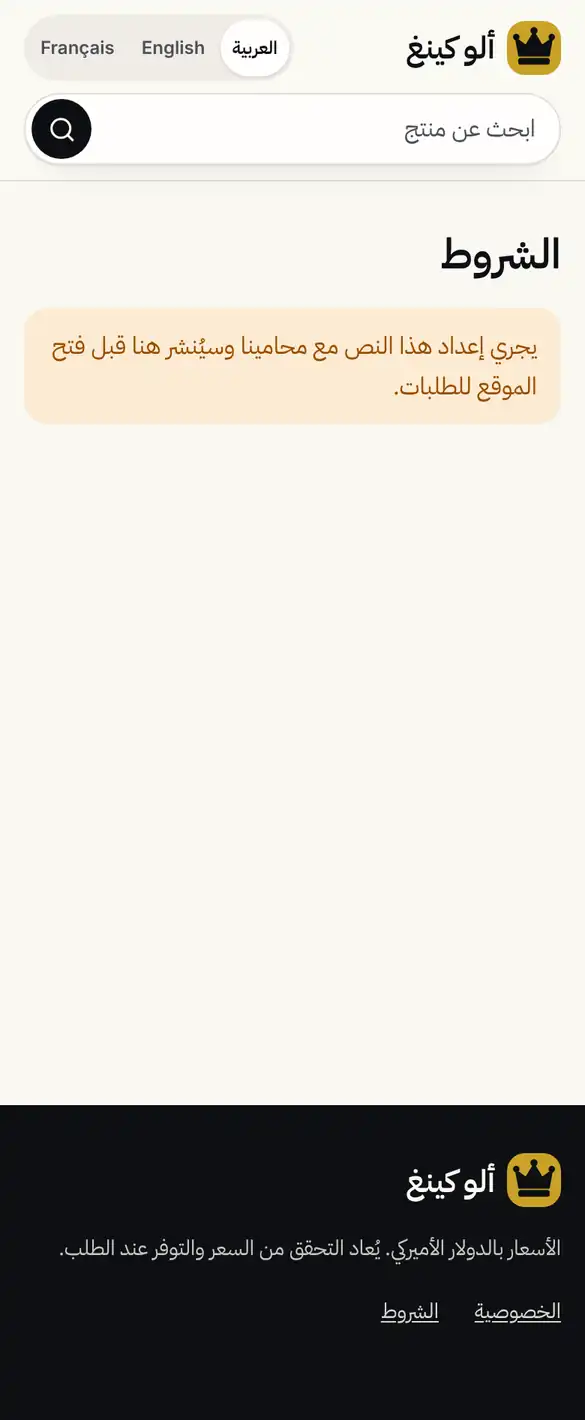 ألو كينغ
العربية
English
Français
ابحث عن منتج
الشروط
يجري إعداد هذا النص مع محامينا وسيُنشر هنا قبل فتح
الموقع للطلبات.
ألو كينغ
الأسعار بالدولار الأميركي. يُعاد التحقق من السعر والتوفر عند الطلب.
الخصوصية
الشروط